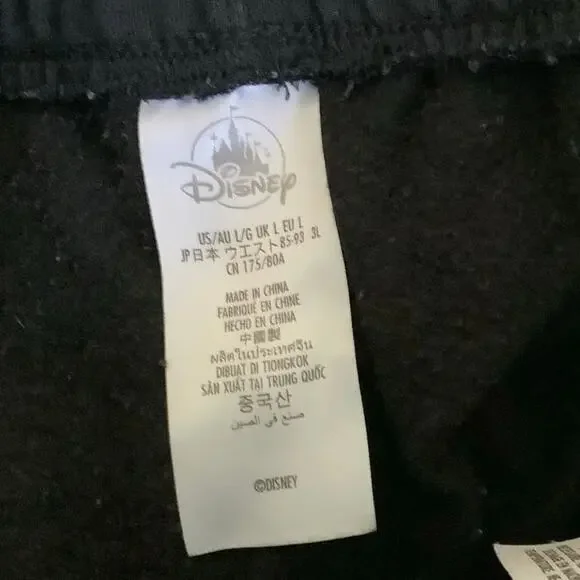 DISNEY
US/AU L/G UK L EU L
JP日本 ウエスト85-93 3L
CN 175/80A
MADE IN CHINA
FABRIQUÉ EN CHINE
HECHO EN CHINA
中國製
ผลิตในประเทศจีน
DIBUAT DI TIONGKOK
SẢN XUẤT TẠI TRUNG QUỐC
중국산
صنع في الصين
©DISNEY